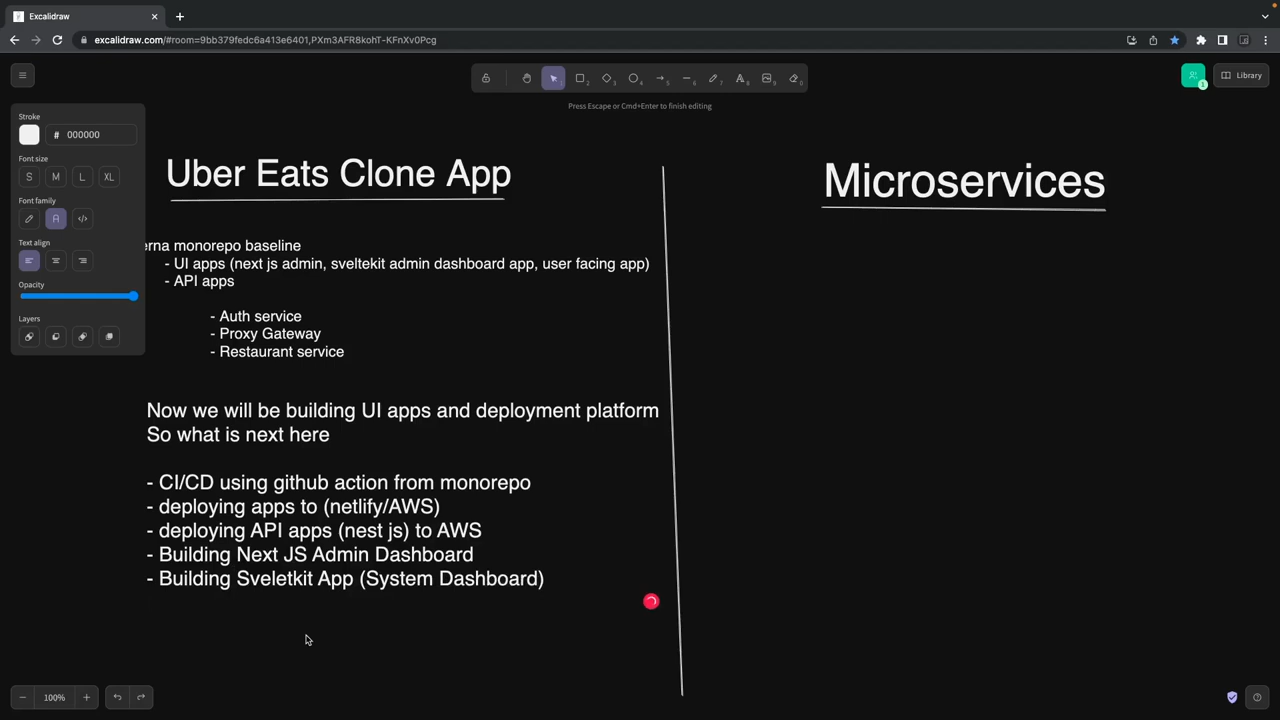 Excalidraw
excalidraw.com/#room=9bb379fedc6a413e6401,PXm3AFR8kohT-KFnXv0Pcg
Library
Press Escape or Cmd+Enter to finish editing
Stroke
# 000000
Font size
S M L XL
Font family
Text align
Opacity
Layers
Uber Eats Clone App
erna monorepo baseline
- UI apps (next js admin, sveltekit admin dashboard app, user facing app)
- API apps
- Auth service
- Proxy Gateway
- Restaurant service
Now we will be building UI apps and deployment platform
So what is next here
- CI/CD using github action from monorepo
- deploying apps to (netlify/AWS)
- deploying API apps (nest js) to AWS
- Building Next JS Admin Dashboard
- Building Sveletkit App (System Dashboard)
Microservices
100%